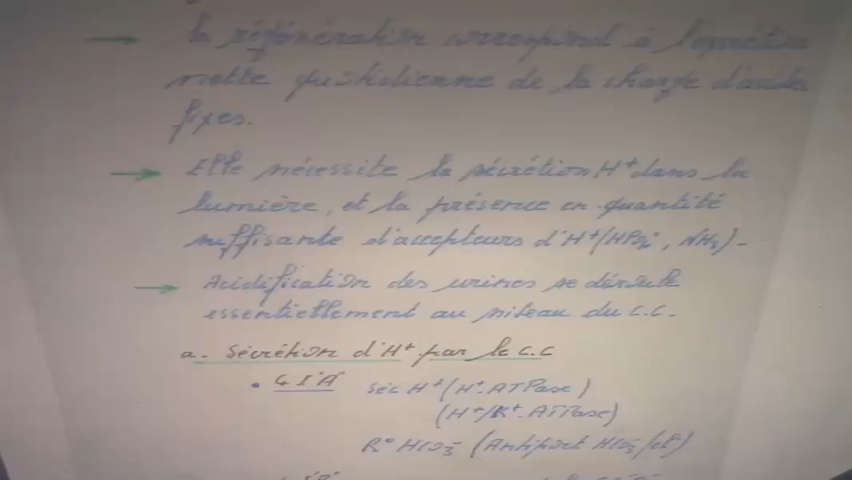 → la régénération correspond à l'excrétion
nette quotidienne de la charge d'acides
fixes.
→ Elle nécessite la sécrétion H⁺ dans la
lumière, et la présence en quantité
suffisante d'accepteurs d'H⁺ (HPO₄⁻, NH₃).
→ Acidification des urines se déroule
essentiellement au niveau du C.C.
a. Sécrétion d'H⁺ par le C.C
• C. I "A" Séc H⁺ (H⁺-ATPase)
(H⁺/K⁺-ATPase)
R° HCO₃⁻ (Antiport HCO₃⁻/Cl⁻)